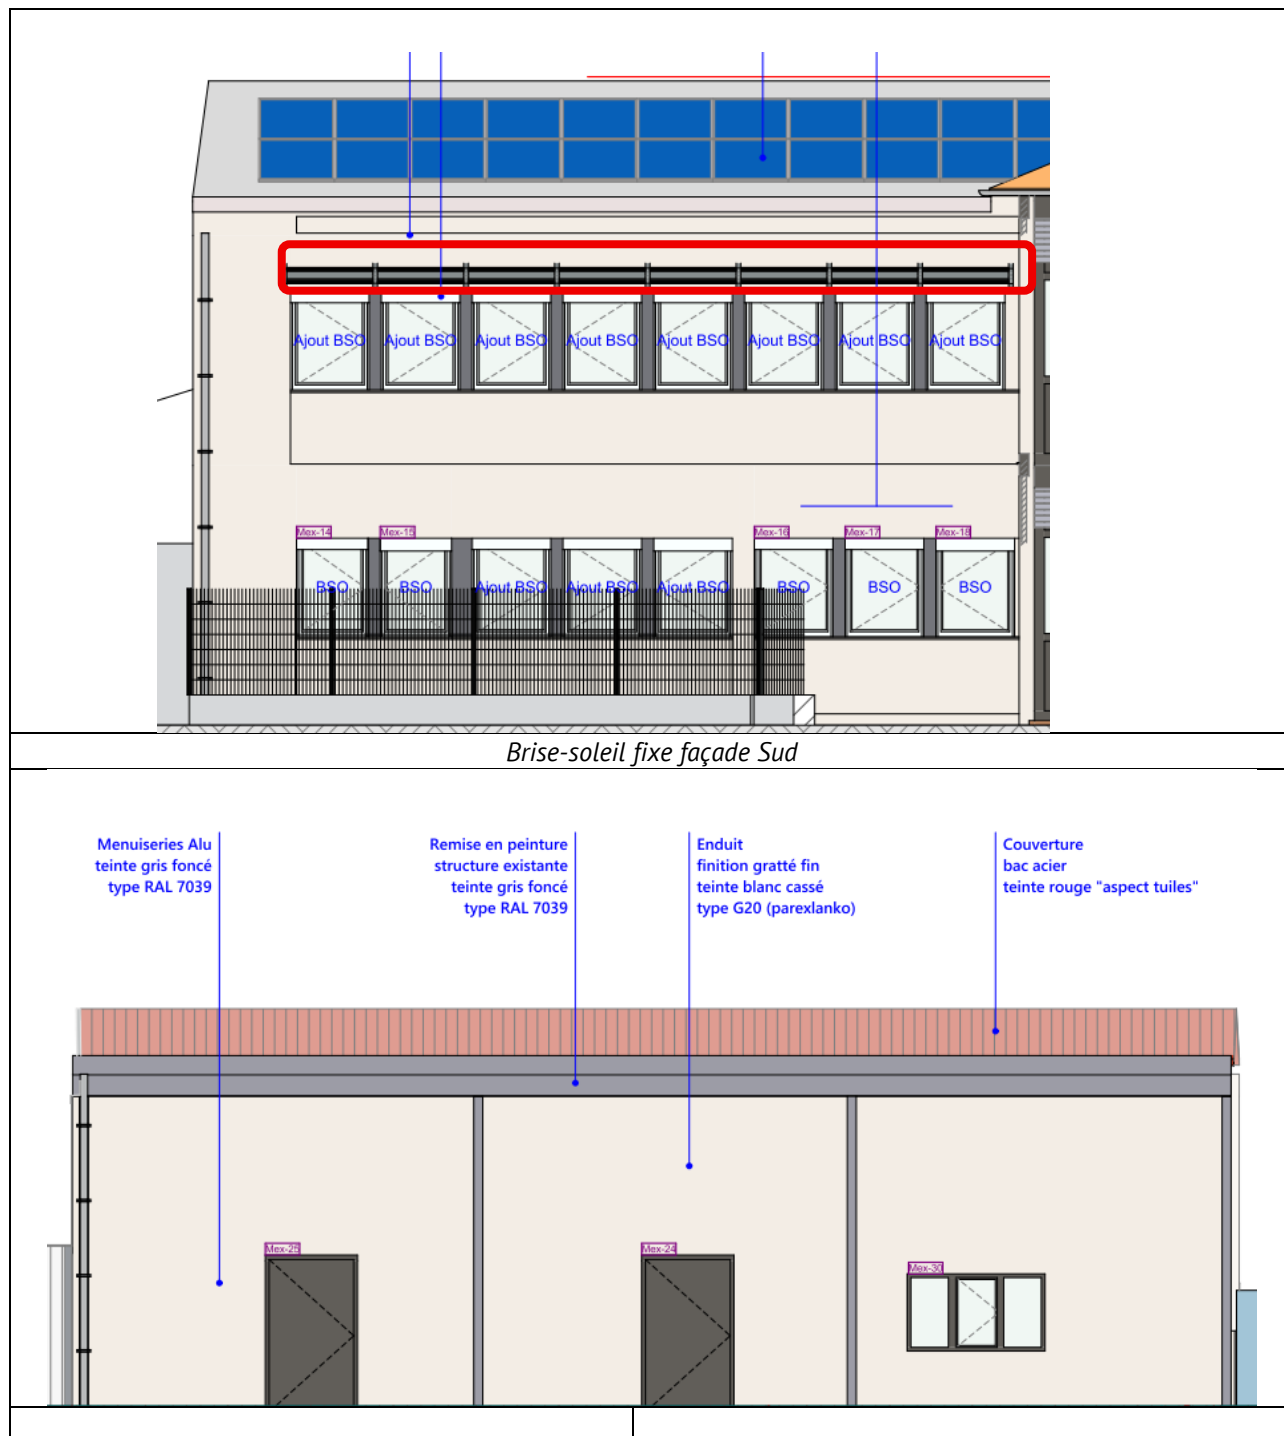 Ajout BSO Ajout BSO Ajout BSO Ajout BSO Ajout BSO Ajout BSO Ajout BSO Ajout BSO
Mex-14 Mex-15 Mex-16 Mex-17 Mex-18
BSO BSO Ajout BSO Ajout BSO Ajout BSO BSO BSO BSO
Brise-soleil fixe façade Sud
Menuiseries Alu
teinte gris foncé
type RAL 7039
Remise en peinture
structure existante
teinte gris foncé
type RAL 7039
Enduit
finition gratté fin
teinte blanc cassé
type G20 (parexlanko)
Couverture
bac acier
teinte rouge "aspect tuiles"
Mex-25 Mex-24
Mex-30